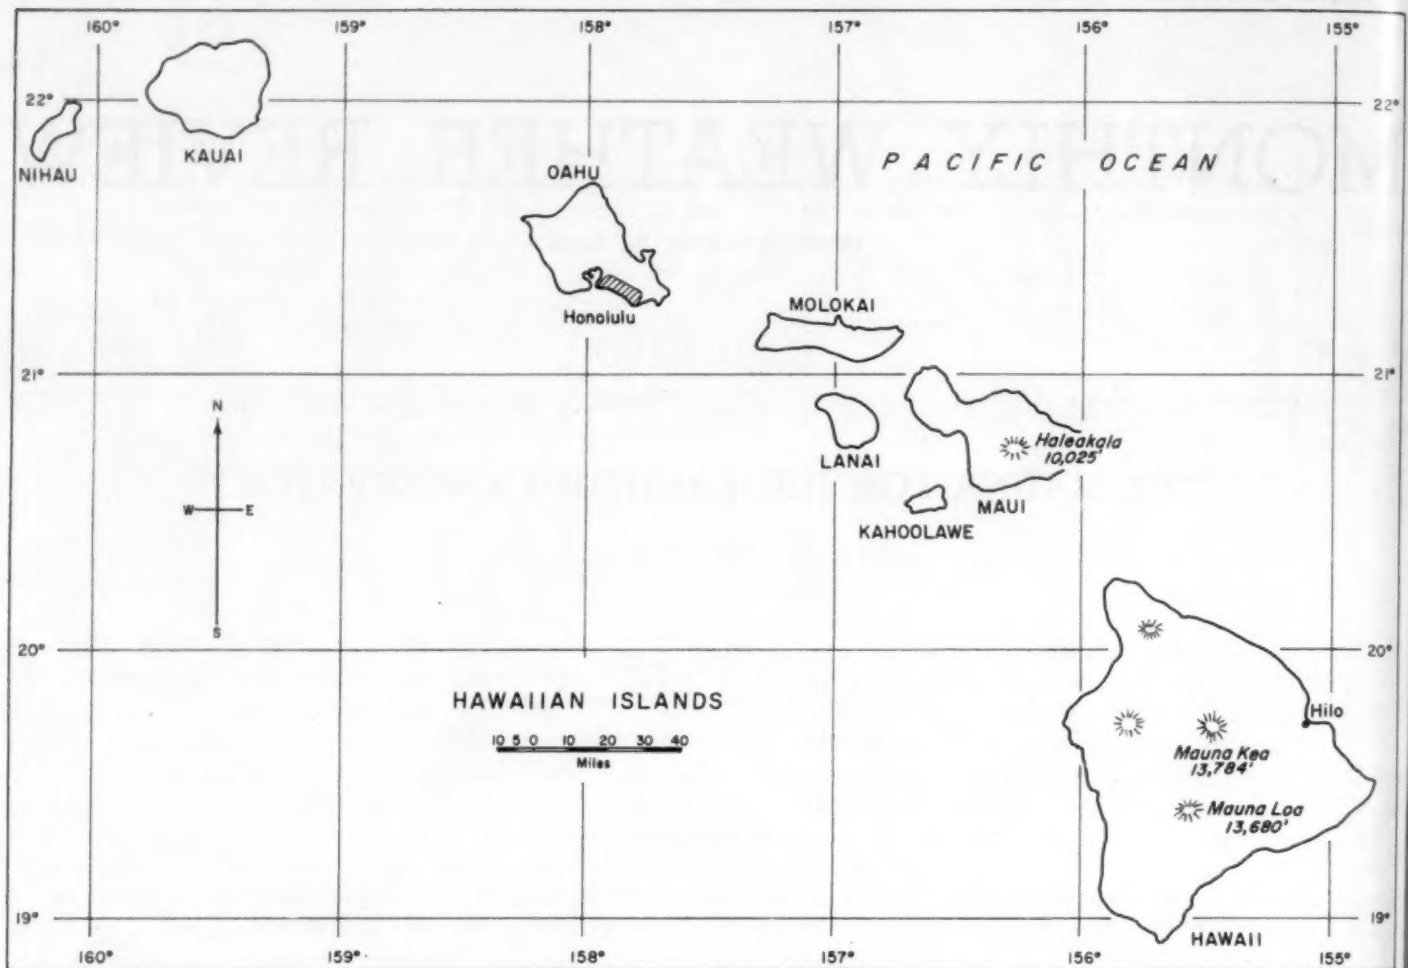 160° 159° 158° 157° 156° 155°
22° 22°
KAUAI
NIHAU
OAHU
PACIFIC OCEAN
Honolulu
MOLOKAI
21° 21°
N
W E
S
LANAI
Haleakala
10,025'
MAUI
KAHOOLAWE
20° 20°
HAWAIIAN ISLANDS
10 5 0 10 20 30 40
Miles
Hilo
Mauna Kea
13,784'
Mauna Loa
13,680'
19° 19°
HAWAII
160° 159° 158° 157° 156° 155°